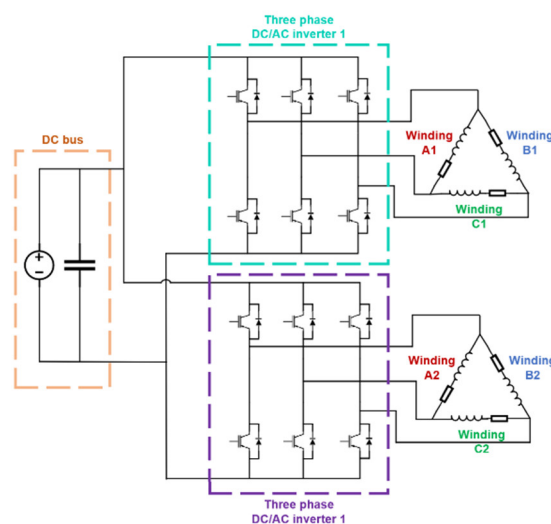 Three phase
DC/AC inverter 1
DC bus
Winding
A1
Winding
B1
Winding
C1
Winding
A2
Winding
B2
Winding
C2
Three phase
DC/AC inverter 1